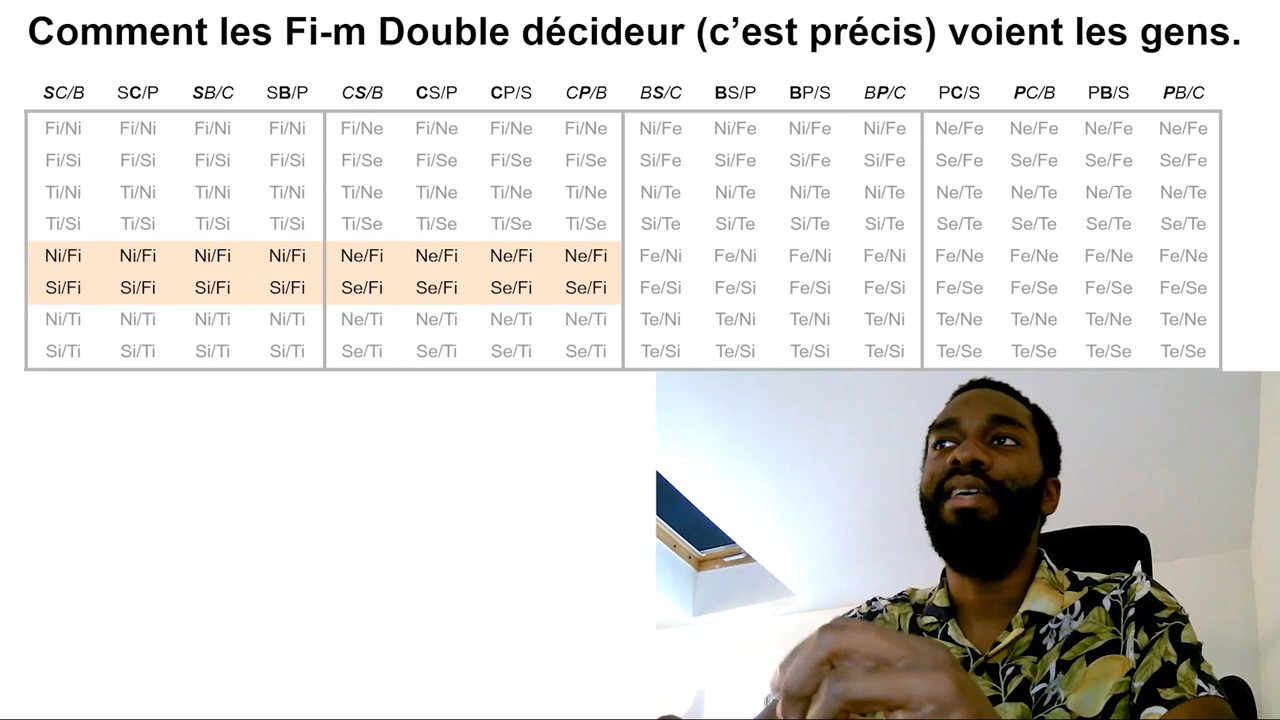 Comment les Fi-m Double décideur (c’est précis) voient les gens.
SC/B SC/P SB/C SB/P CS/B CS/P CP/S CP/B BS/C BS/P BP/S BP/C PC/S PC/B PB/S PB/C
Fi/Ni Fi/Ni Fi/Ni Fi/Ni Fi/Ne Fi/Ne Fi/Ne Fi/Ne Ni/Fe Ni/Fe Ni/Fe Ni/Fe Ne/Fe Ne/Fe Ne/Fe Ne/Fe
Fi/Si Fi/Si Fi/Si Fi/Si Fi/Se Fi/Se Fi/Se Fi/Se Si/Fe Si/Fe Si/Fe Si/Fe Se/Fe Se/Fe Se/Fe Se/Fe
Ti/Ni Ti/Ni Ti/Ni Ti/Ni Ti/Ne Ti/Ne Ti/Ne Ti/Ne Ni/Te Ni/Te Ni/Te Ni/Te Ne/Te Ne/Te Ne/Te Ne/Te
Ti/Si Ti/Si Ti/Si Ti/Si Ti/Se Ti/Se Ti/Se Ti/Se Si/Te Si/Te Si/Te Si/Te Se/Te Se/Te Se/Te Se/Te
Ni/Fi Ni/Fi Ni/Fi Ni/Fi Ne/Fi Ne/Fi Ne/Fi Ne/Fi Fe/Ni Fe/Ni Fe/Ni Fe/Ni Fe/Ne Fe/Ne Fe/Ne Fe/Ne
Si/Fi Si/Fi Si/Fi Si/Fi Se/Fi Se/Fi Se/Fi Se/Fi Fe/Si Fe/Si Fe/Si Fe/Si Fe/Se Fe/Se Fe/Se Fe/Se
Ni/Ti Ni/Ti Ni/Ti Ni/Ti Ne/Ti Ne/Ti Ne/Ti Ne/Ti Te/Ni Te/Ni Te/Ni Te/Ni Te/Ne Te/Ne Te/Ne Te/Ne
Si/Ti Si/Ti Si/Ti Si/Ti Se/Ti Se/Ti Se/Ti Se/Ti Te/Si Te/Si Te/Si Te/Si Te/Se Te/Se Te/Se Te/Se